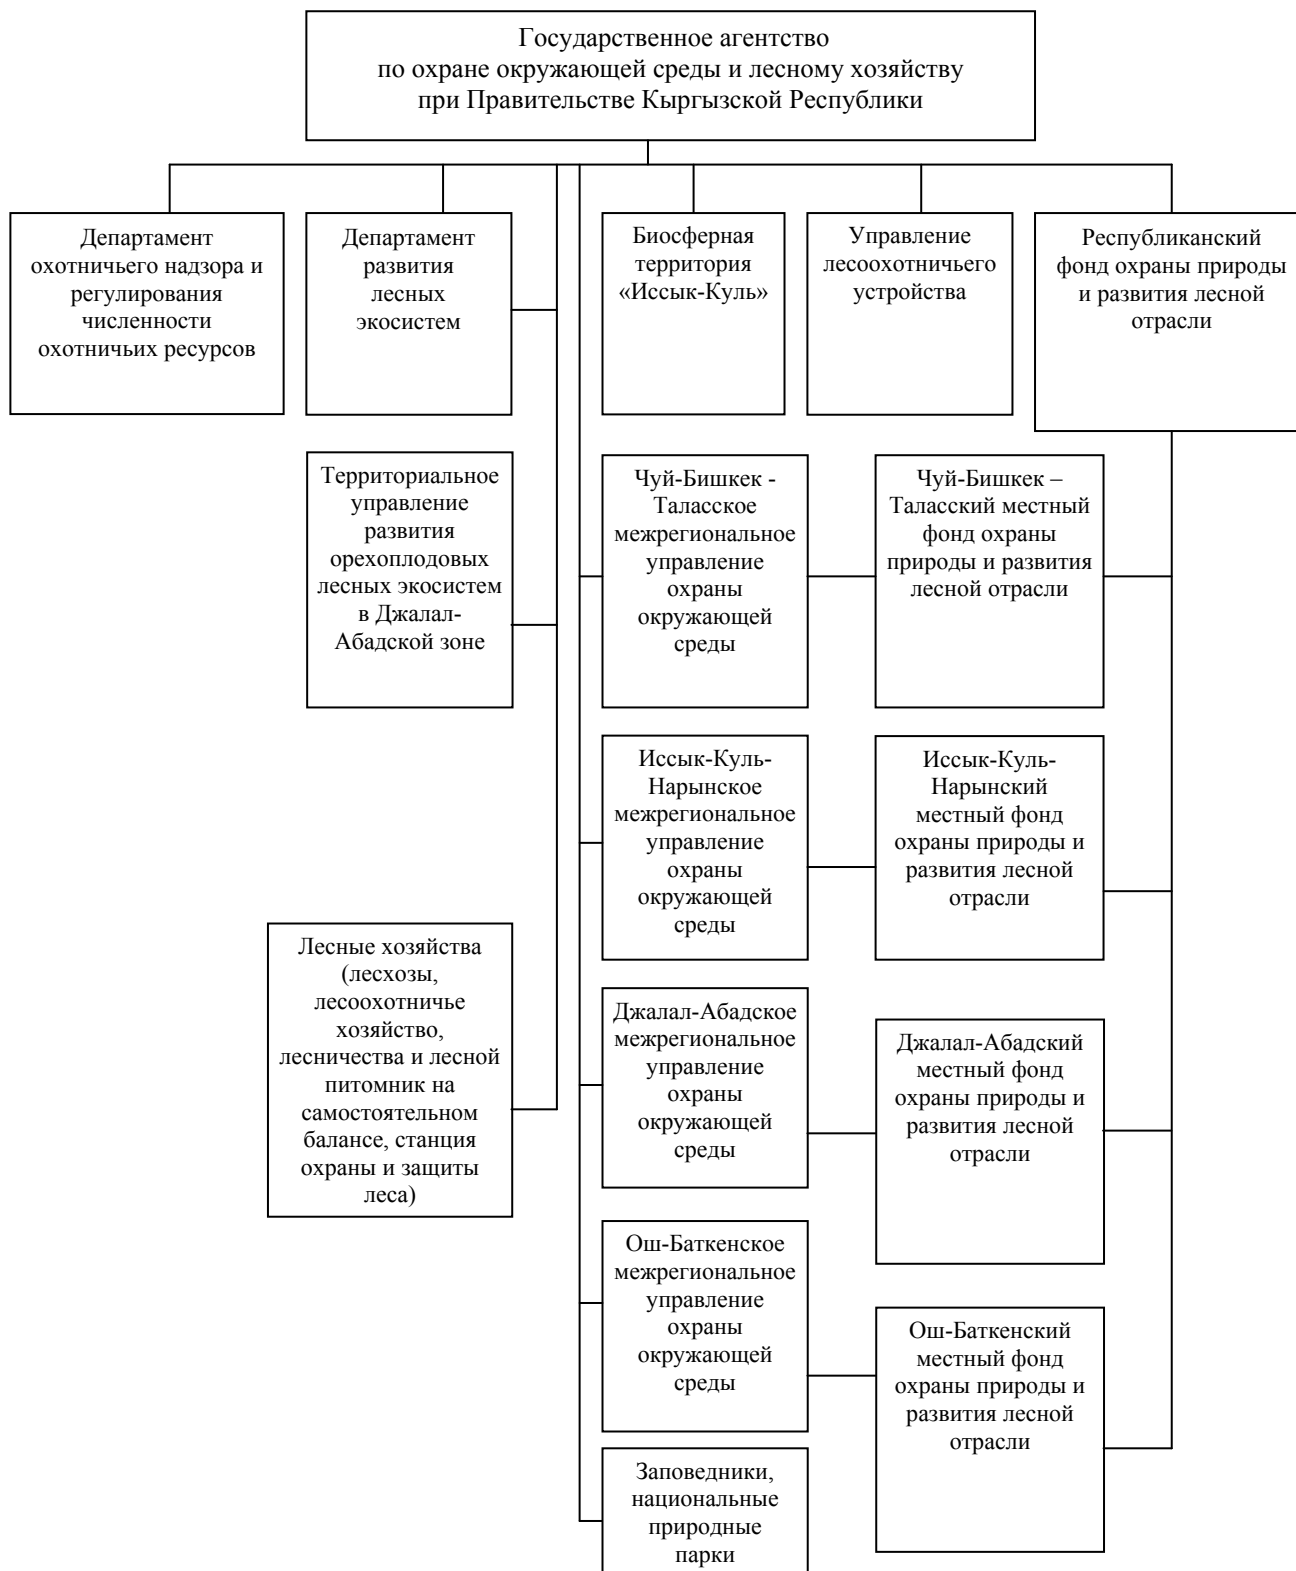 Государственное агентство
по охране окружающей среды и лесному хозяйству
при Правительстве Кыргызской Республики
Департамент
охотничьего надзора и
регулирования
численности
охотничьих ресурсов
Департамент
развития
лесных
экосистем
Биосферная
территория
«Иссык-Куль»
Управление
лесоохотничьего
устройства
Республиканский
фонд охраны природы
и развития лесной
отрасли
Территориальное
управление
развития
орехоплодовых
лесных экосистем
в Джалал-
Абадской зоне
Чуй-Бишкек -
Таласское
межрегиональное
управление
охраны
окружающей
среды
Чуй-Бишкек –
Таласский местный
фонд охраны
природы и развития
лесной отрасли
Иссык-Куль-
Нарынское
межрегиональное
управление
охраны
окружающей
среды
Иссык-Куль-
Нарынский
местный фонд
охраны природы и
развития лесной
отрасли
Лесные хозяйства
(лесхозы,
лесоохотничье
хозяйство,
лесничества и лесной
питомник на
самостоятельном
балансе, станция
охраны и защиты
леса)
Джалал-Абадское
межрегиональное
управление
охраны
окружающей
среды
Джалал-Абадский
местный фонд
охраны природы и
развития лесной
отрасли
Ош-Баткенское
межрегиональное
управление
охраны
окружающей
среды
Ош-Баткенский
местный фонд
охраны природы и
развития лесной
отрасли
Заповедники,
национальные
природные
парки